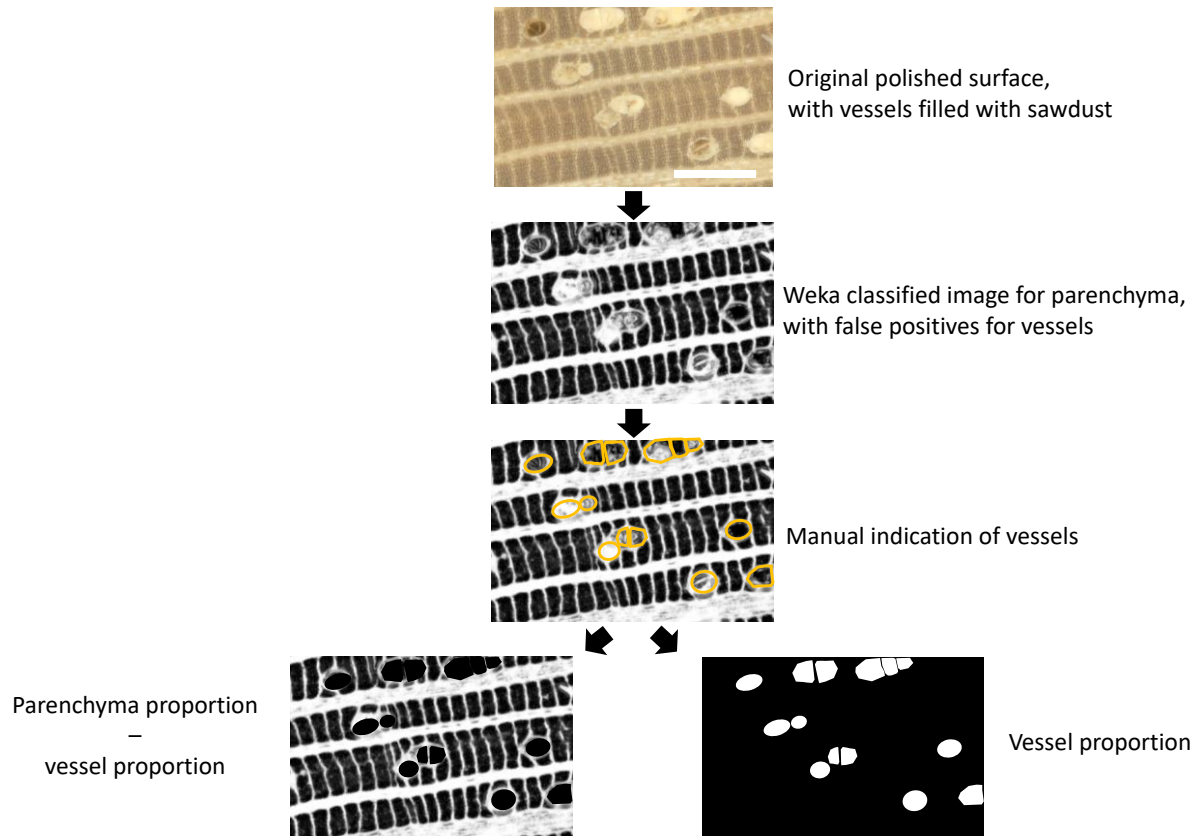 Original polished surface,
with vessels filled with sawdust
Weka classified image for parenchyma,
with false positives for vessels
Manual indication of vessels
Parenchyma proportion
–
vessel proportion
Vessel proportion